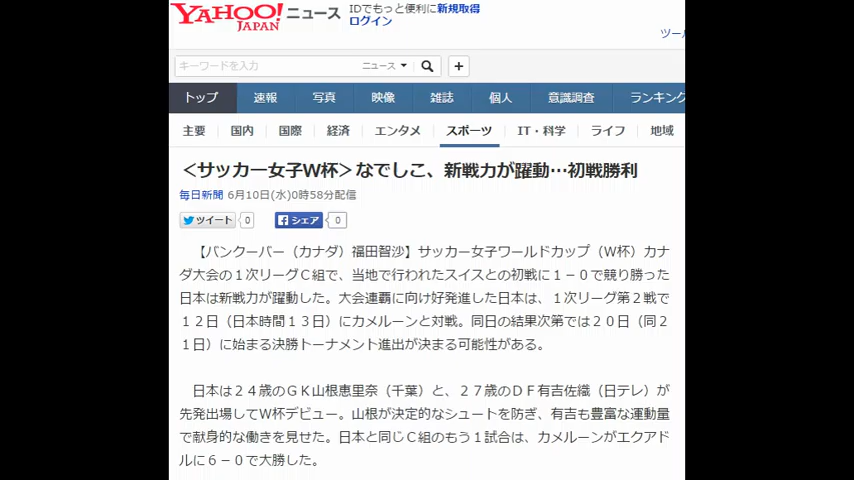 YAHOO! JAPAN ニュース IDでもっと便利に新規取得
ログイン
ツー
キーワードを入力 ニュース
トップ 速報 写真 映像 雑誌 個人 意識調査 ランキング
主要 国内 国際 経済 エンタメ スポーツ IT・科学 ライフ 地域
＜サッカー女子Ｗ杯＞なでしこ、新戦力が躍動…初戦勝利
毎日新聞 6月10日(水)0時58分配信
ツイート 0 シェア 0
【バンクーバー（カナダ）福田智沙】サッカー女子ワールドカップ（Ｗ杯）カナ
ダ大会の１次リーグＣ組で、当地で行われたスイスとの初戦に１－０で競り勝った
日本は新戦力が躍動した。大会連覇に向け好発進した日本は、１次リーグ第２戦で
１２日（日本時間１３日）にカメルーンと対戦。同日の結果次第では２０日（同２
１日）に始まる決勝トーナメント進出が決まる可能性がある。
日本は２４歳のＧＫ山根恵里奈（千葉）と、２７歳のＤＦ有吉佐織（日テレ）が
先発出場してＷ杯デビュー。山根が決定的なシュートを防ぎ、有吉も豊富な運動量
で献身的な働きを見せた。日本と同じＣ組のもう１試合は、カメルーンがエクアド
ルに６－０で大勝した。